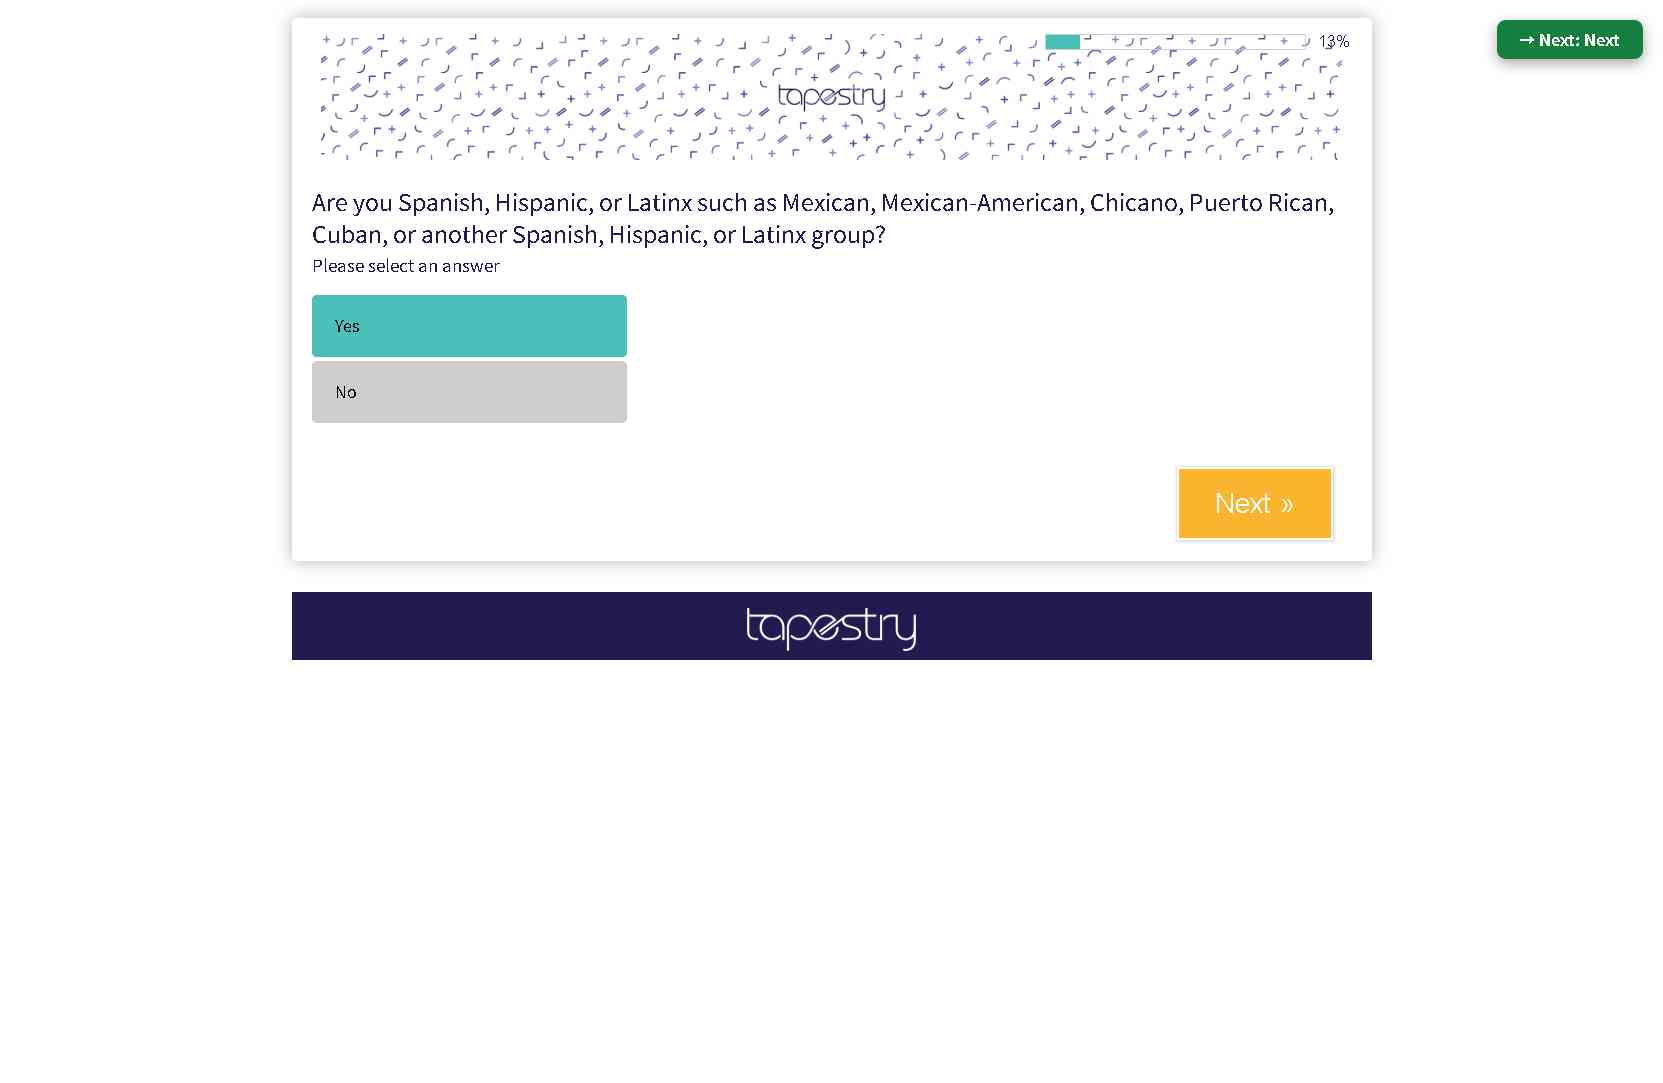 13%
→ Next: Next
tapestry
Are you Spanish, Hispanic, or Latinx such as Mexican, Mexican-American, Chicano, Puerto Rican,
Cuban, or another Spanish, Hispanic, or Latinx group?
Please select an answer
Yes
No
Next »
tapestry